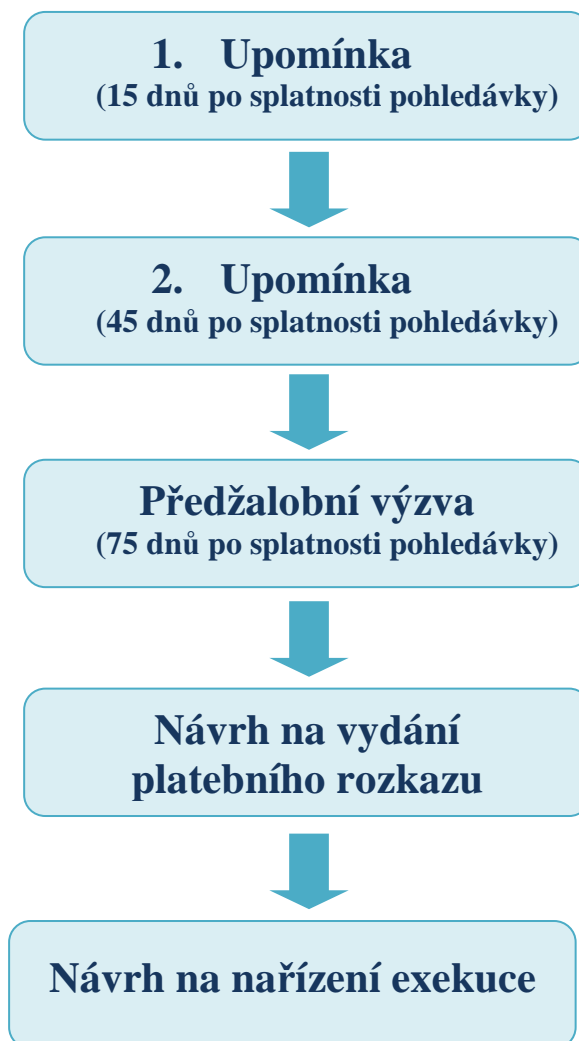 1. Upomínka
(15 dnů po splatnosti pohledávky)
2. Upomínka
(45 dnů po splatnosti pohledávky)
Předžalobní výzva
(75 dnů po splatnosti pohledávky)
Návrh na vydání
platebního rozkazu
Návrh na nařízení exekuce